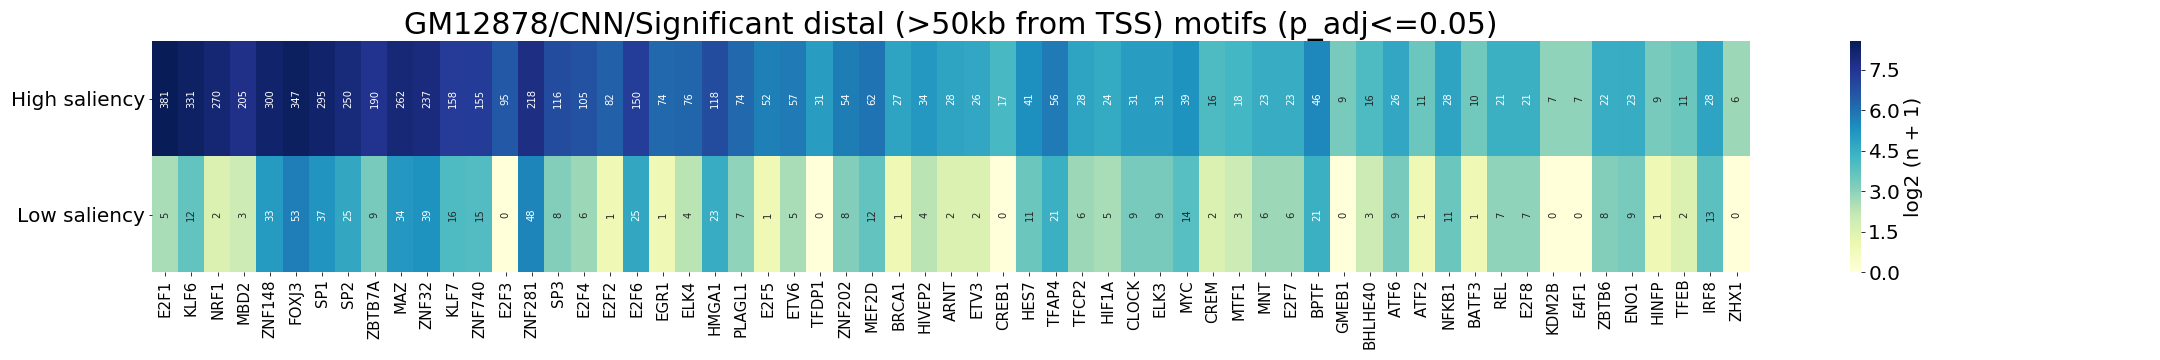 GM12878/CNN/Significant distal (>50kb from TSS) motifs (p_adj<=0.05)
High saliency
381 331 270 205 300 347 295 250 190 262 237 158 155 95 218 116 105 82 150 74 76 118 74 52 57 31 54 62 27 34 28 26 17 41 56 28 24 31 31 39 16 18 23 23 46 9 16 26 11 28 10 21 21 7 7 22 23 9 11 28 6
Low saliency
5 12 2 3 33 53 37 25 9 34 39 16 15 0 48 8 6 1 25 1 4 23 7 1 5 0 8 12 1 4 2 2 0 11 21 6 5 9 9 14 2 3 6 6 21 0 3 9 1 11 1 7 7 0 0 8 9 1 2 13 0
E2F1 KLF6 NRF1 MBD2 ZNF148 FOXJ3 SP1 SP2 ZBTB7A MAZ ZNF32 KLF7 ZNF740 E2F3 ZNF281 SP3 E2F4 E2F2 E2F6 EGR1 ELK4 HMGA1 PLAGL1 E2F5 ETV6 TFDP1 ZNF202 MEF2D BRCA1 HIVEP2 ARNT ETV3 CREB1 HES7 TFAP4 TFCP2 HIF1A CLOCK ELK3 MYC CREM MTF1 MNT E2F7 BPTF GMEB1 BHLHE40 ATF6 ATF2 NFKB1 BATF3 REL E2F8 KDM2B E4F1 ZBTB6 ENO1 HINFP TFEB IRF8 ZHX1
7.5
6.0
4.5
3.0
1.5
0.0
log2 (n + 1)